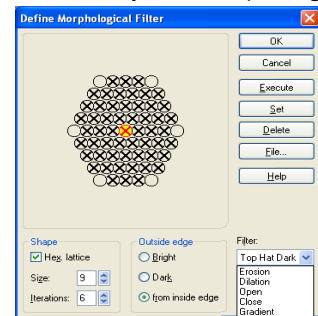 Define Morphological Filter
OK
Cancel
Execute
Set
Delete
File...
Help
Shape
Hex. lattice
Size: 9
Iterations: 6
Outside edge
Bright
Dark
from inside edge
Filter:
Top Hat Dark
Erosion
Dilation
Open
Close
Gradient